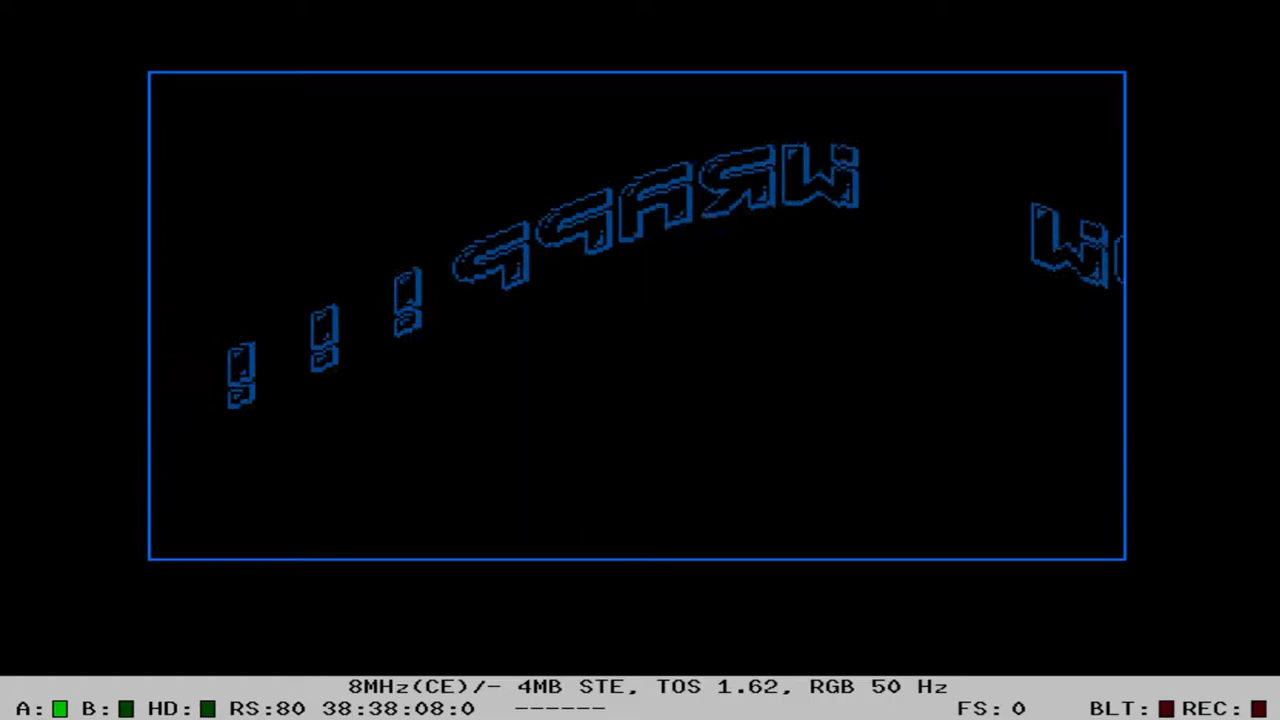 W WRAPP!!!
8MHz(CE)/- 4MB STE, TOS 1.62, RGB 50 Hz
A: B: HD: RS:80 38:38:08:0 ------ FS: 0 BLT: REC: